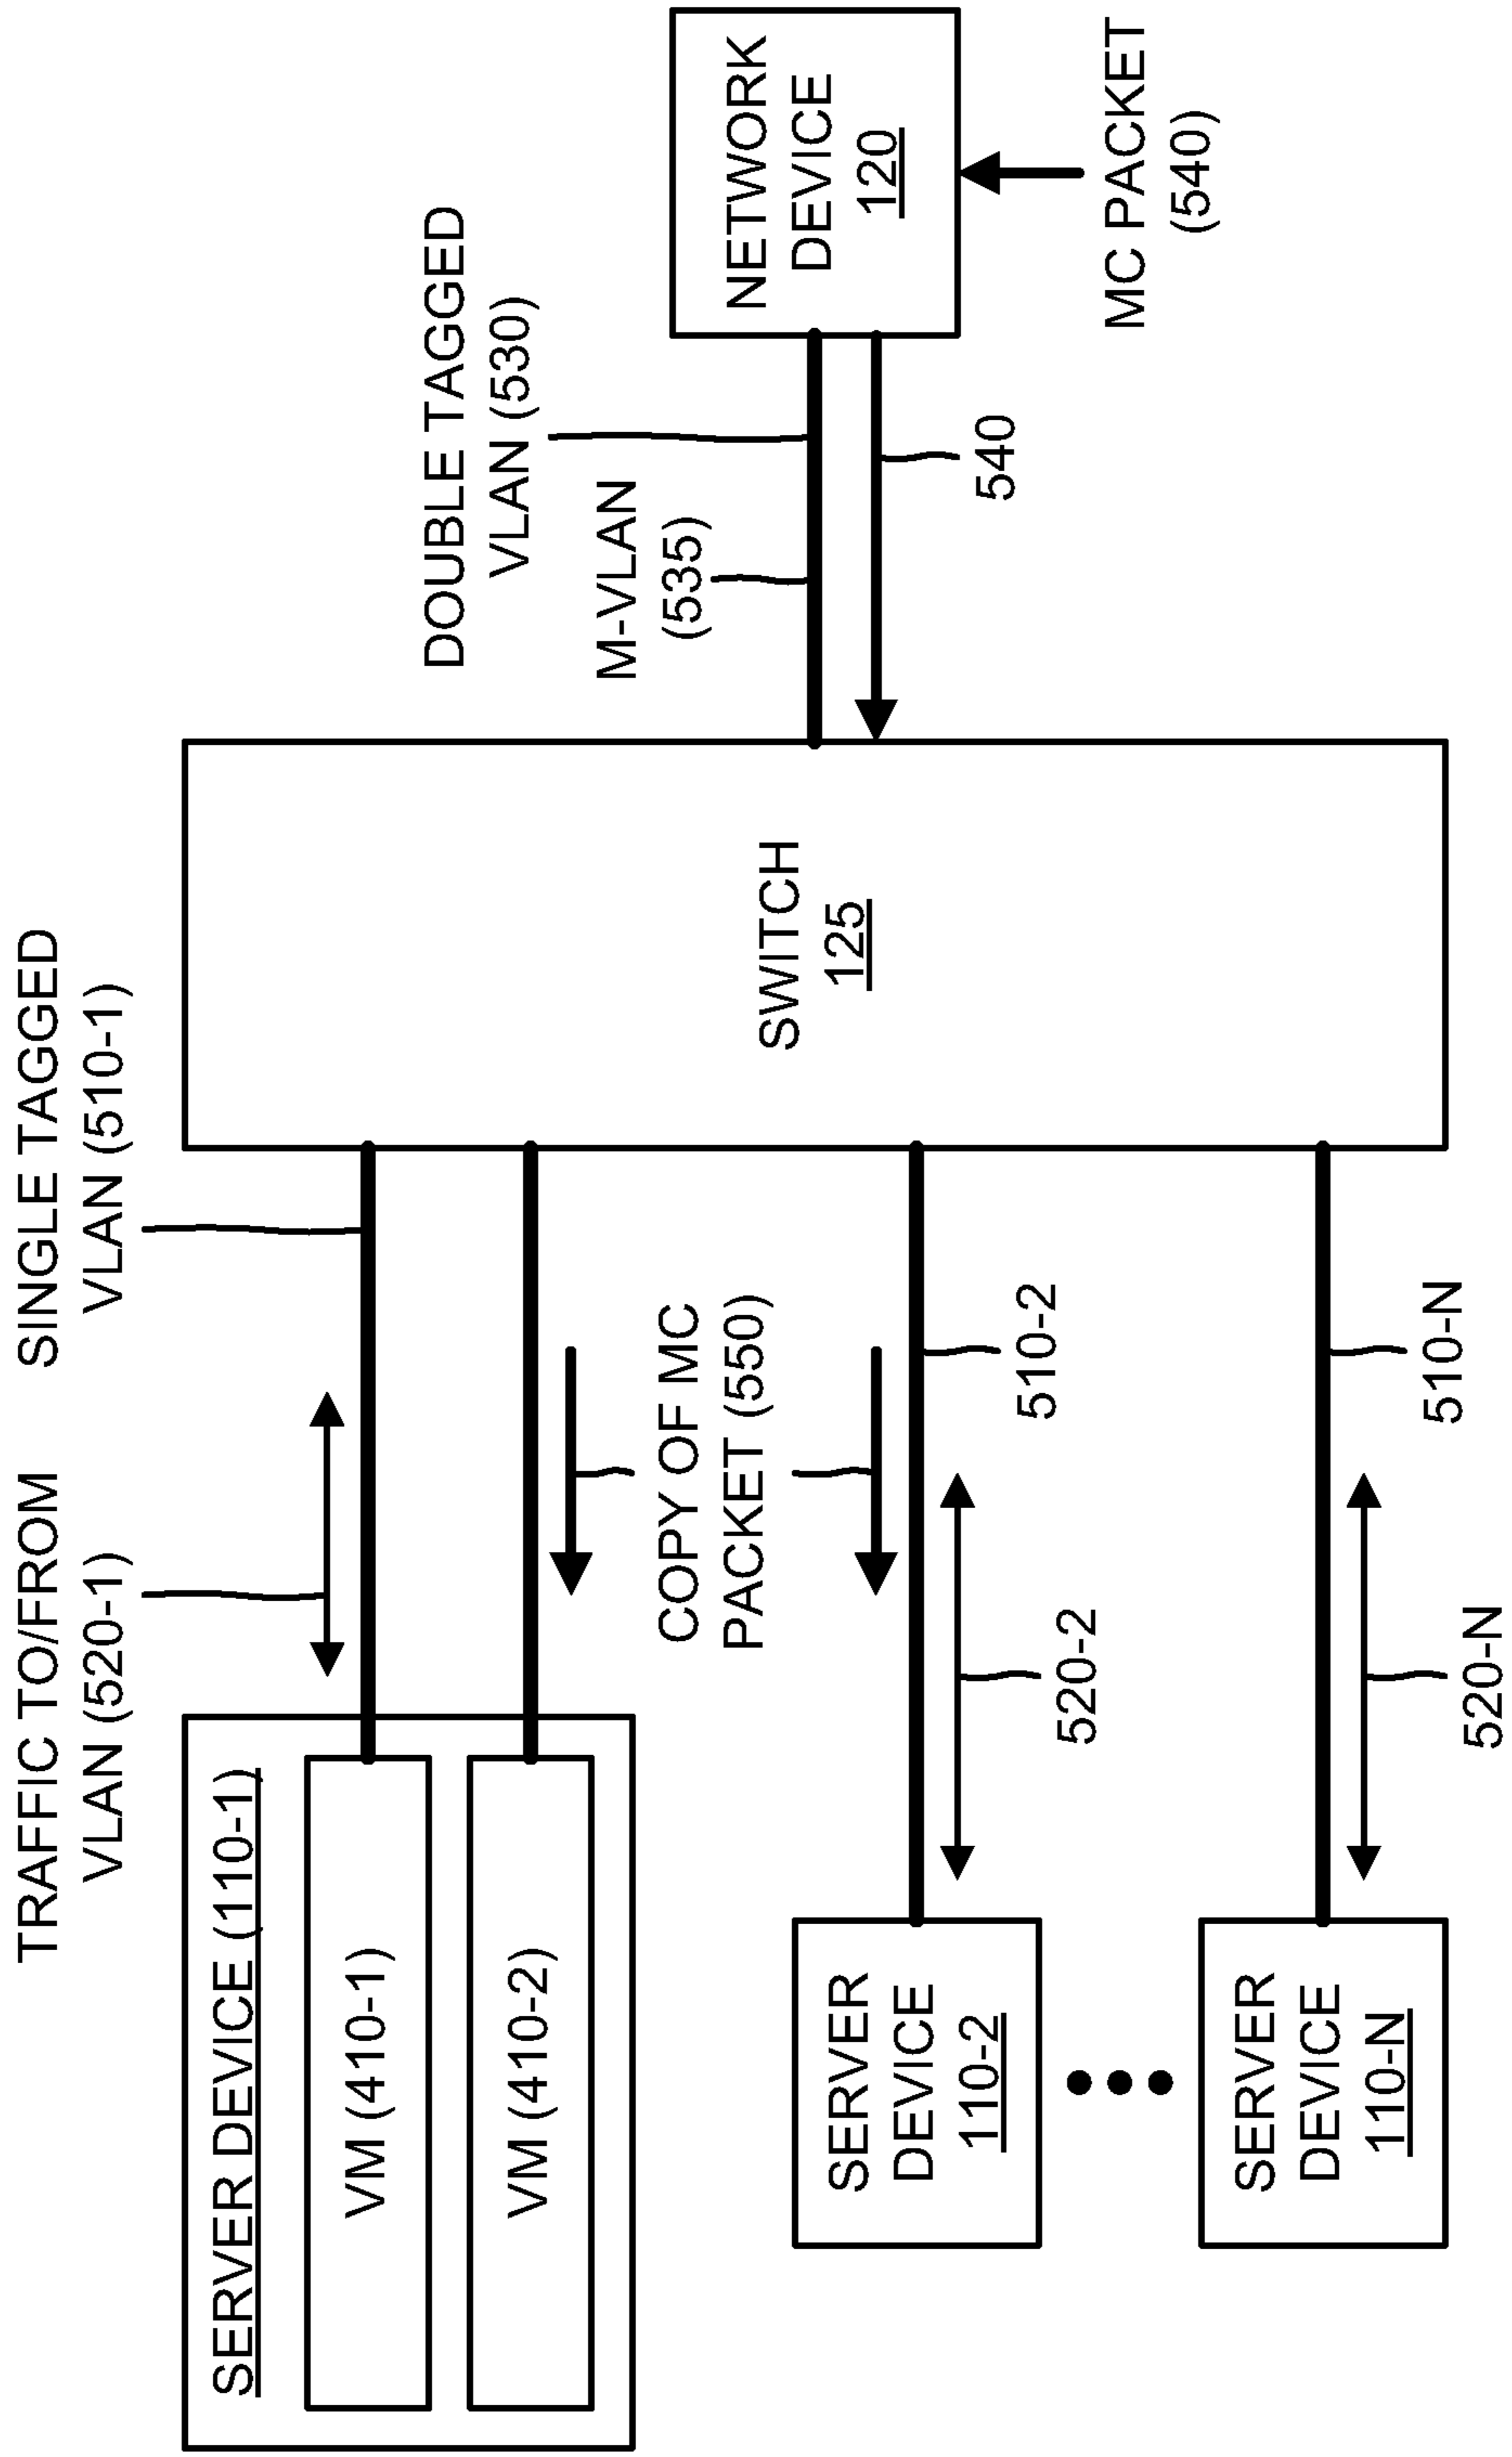 TRAFFIC TO/FROM
VLAN (520-1)
SINGLE TAGGED
VLAN (510-1)
DOUBLE TAGGED
VLAN (530)
M-VLAN
(535)
SERVER DEVICE (110-1)
VM (410-1)
VM (410-2)
COPY OF MC
PACKET (550)
SWITCH
125
NETWORK
DEVICE
120
540
MC PACKET
(540)
SERVER
DEVICE
110-2
520-2
510-2
SERVER
DEVICE
110-N
520-N
510-N